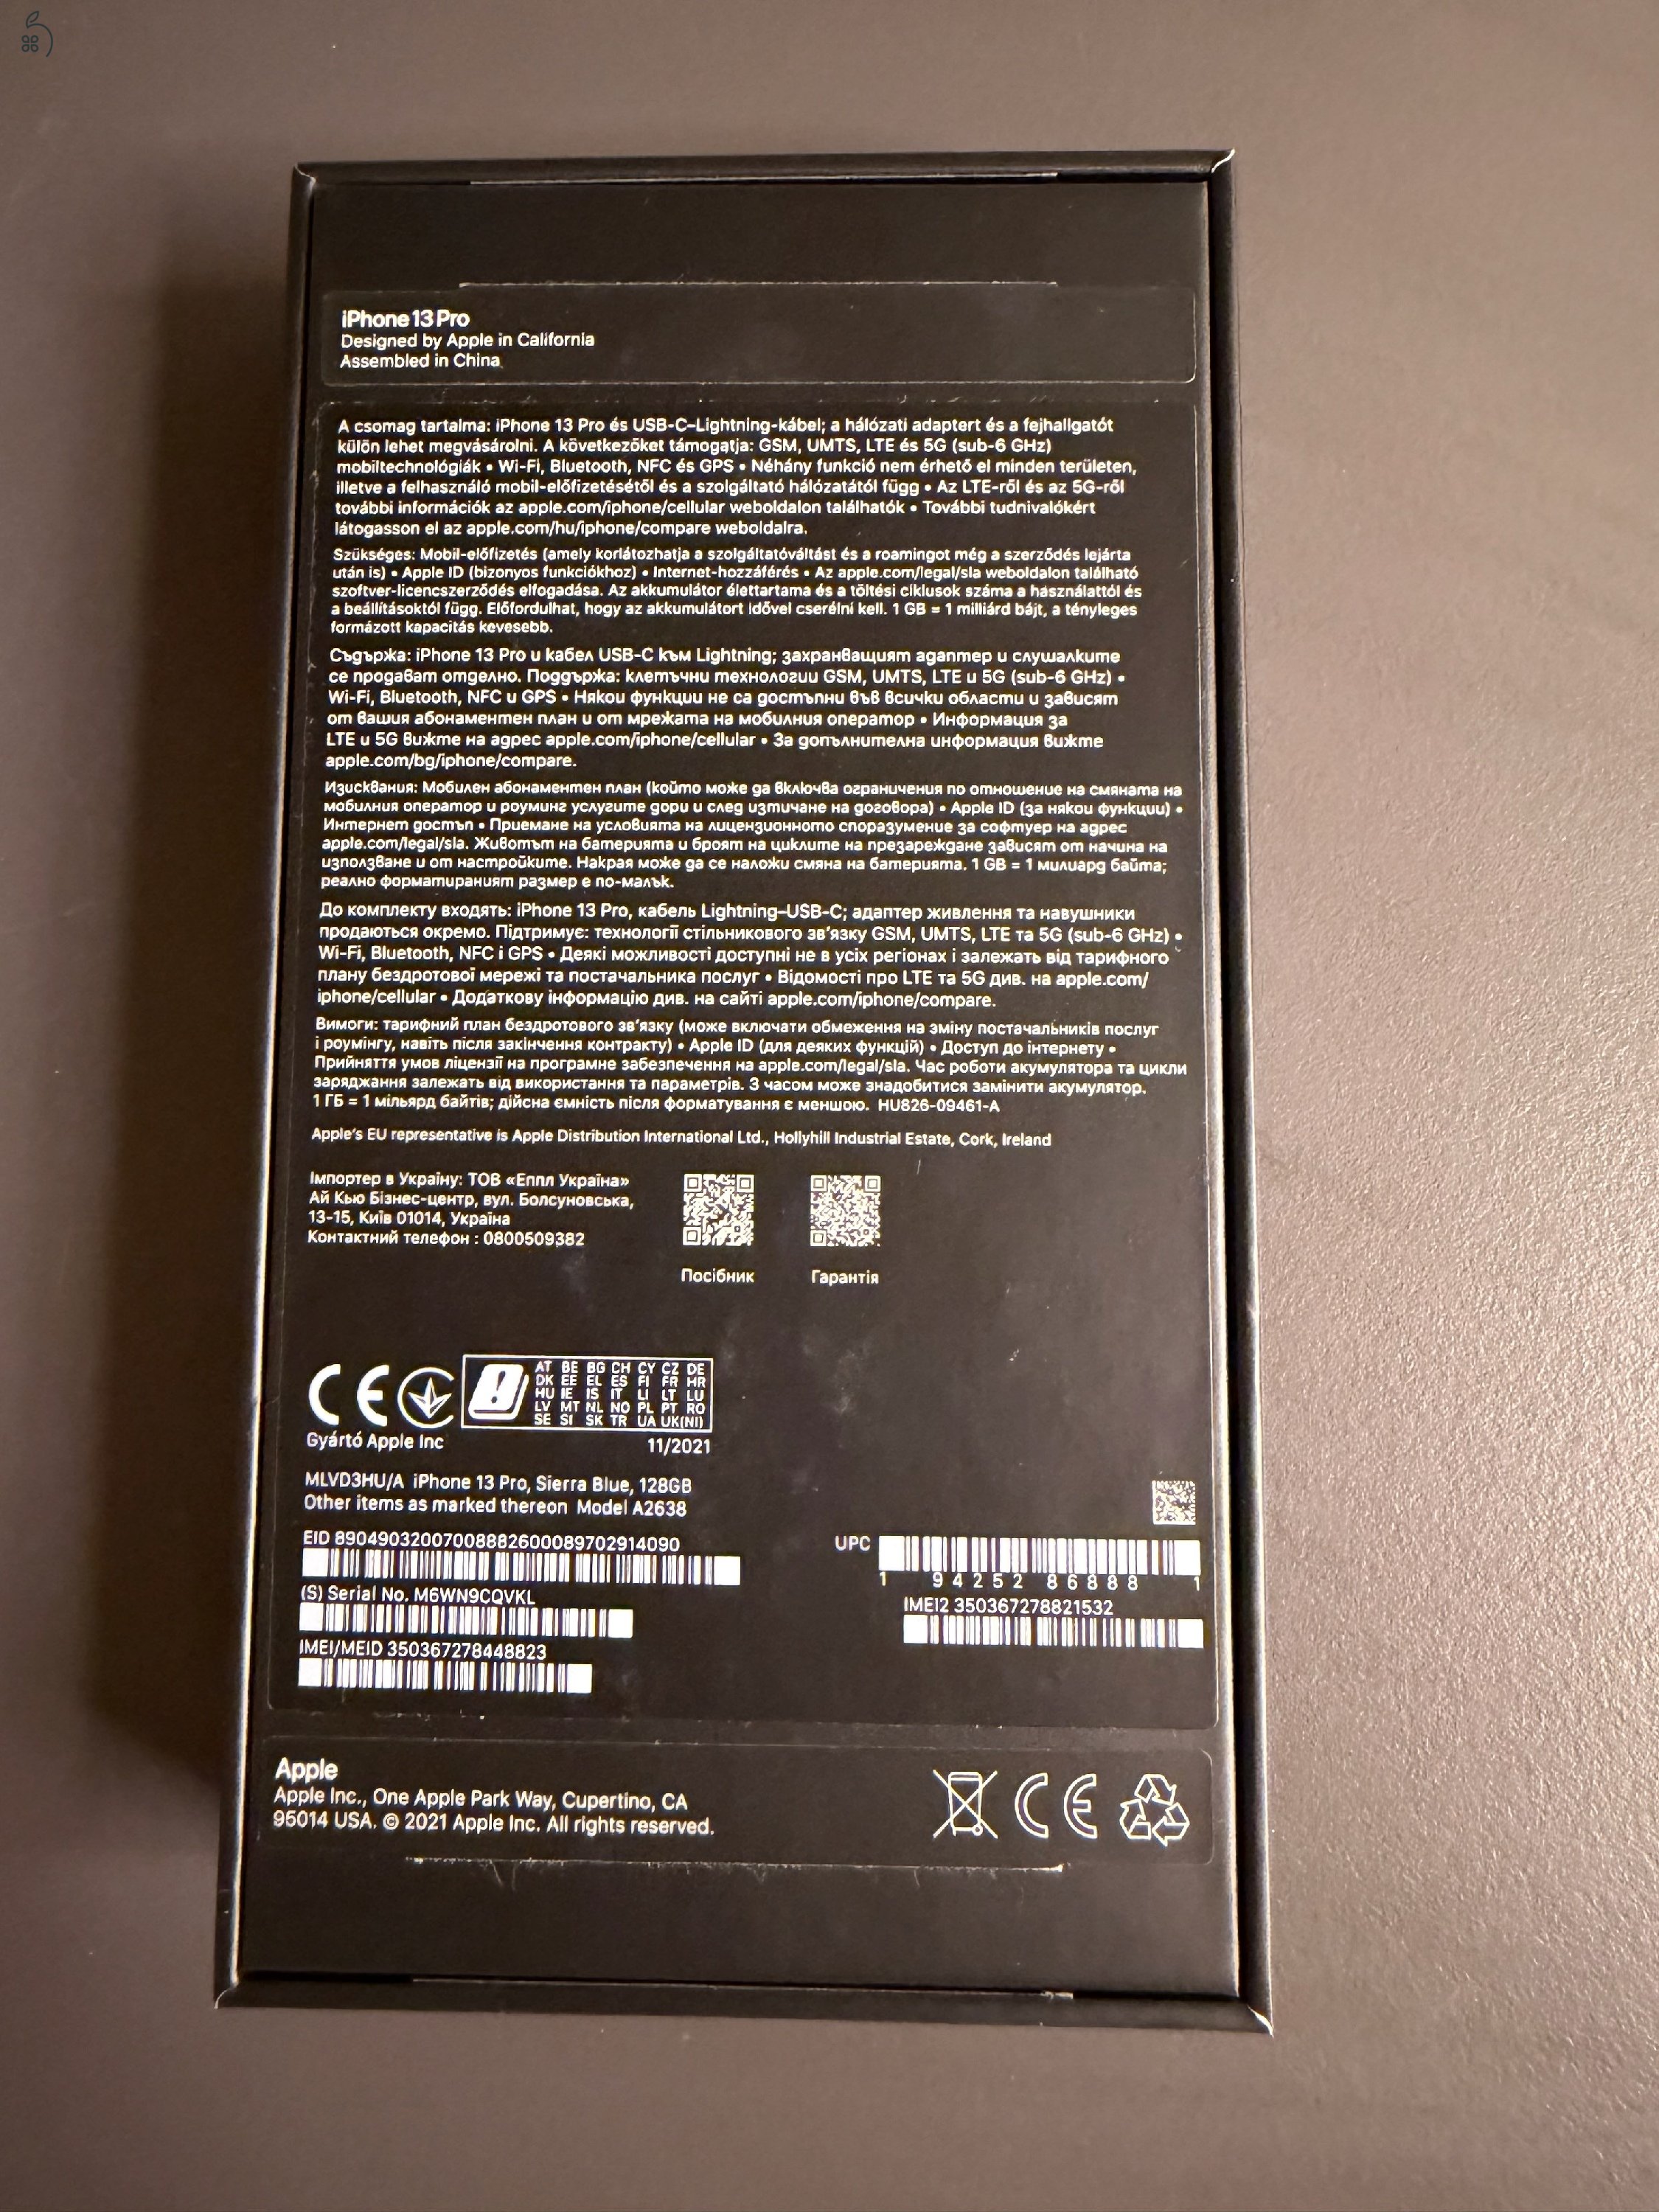 iPhone 13 Pro
Designed by Apple in California
Assembled in China
A csomag tartalma: iPhone 13 Pro és USB-C–Lightning-kábel; a hálózati adaptert és a fejhallgatót
külön lehet megvásárolni. A következőket támogatja: GSM, UMTS, LTE és 5G (sub-6 GHz)
mobiltechnológiák • Wi-Fi, Bluetooth, NFC és GPS • Néhány funkció nem érhető el minden területen,
illetve a felhasználó mobil-előfizetésétől és a szolgáltató hálózatától függ • Az LTE-ről és az 5G-ről
további információk az apple.com/iphone/cellular weboldalon találhatók • További tudnivalókért
látogasson el az apple.com/hu/iphone/compare weboldalra.
Szükséges: Mobil-előfizetés (amely korlátozhatja a szolgáltatóváltást és a roamingot még a szerződés lejárta
után is) • Apple ID (bizonyos funkciókhoz) • Internet-hozzáférés • Az apple.com/legal/sla weboldalon található
szoftver-licencszerződés elfogadása. Az akkumulátor élettartama és a töltési ciklusok száma a használattól és
a beállításoktól függ. Előfordulhat, hogy az akkumulátort idővel cserélni kell. 1 GB = 1 milliárd bájt, a tényleges
formázott kapacitás kevesebb.
Съдържа: iPhone 13 Pro и кабел USB-C към Lightning; захранващият адаптер и слушалките
се продават отделно. Поддържа: клетъчни технологии GSM, UMTS, LTE и 5G (sub-6 GHz) •
Wi-Fi, Bluetooth, NFC и GPS • Някои функции не са достъпни във всички области и зависят
от вашия абонаментен план и от мрежата на мобилния оператор • Информация за
LTE и 5G вижте на адрес apple.com/iphone/cellular • За допълнителна информация вижте
apple.com/bg/iphone/compare.
Изисквания: Мобилен абонаментен план (който може да включва ограничения по отношение на смяната на
мобилния оператор и роуминг услугите дори и след изтичане на договора) • Apple ID (за някои функции) •
Интернет достъп • Приемане на условията на лицензионното споразумение за софтуер на адрес
apple.com/legal/sla. Животът на батерията и броят на циклите на презареждане зависят от начина на
използване и от настройките. Накрая може да се наложи смяна на батерията. 1 GB = 1 милиард байта;
реално форматираният размер е по-малък.
До комплекту входять: iPhone 13 Pro, кабель Lightning–USB-C; адаптер живлення та навушники
продаються окремо. Підтримує: технології стільникового зв’язку GSM, UMTS, LTE та 5G (sub-6 GHz) •
Wi-Fi, Bluetooth, NFC і GPS • Деякі можливості доступні не в усіх регіонах і залежать від тарифного
плану бездротової мережі та постачальника послуг • Відомості про LTE та 5G див. на apple.com/
iphone/cellular • Додаткову інформацію див. на сайті apple.com/iphone/compare.
Вимоги: тарифний план бездротового зв’язку (може включати обмеження на зміну постачальників послуг
і роумінгу, навіть після закінчення контракту) • Apple ID (для деяких функцій) • Доступ до інтернету •
Прийняття умов ліцензії на програмне забезпечення на apple.com/legal/sla. Час роботи акумулятора та цикли
заряджання залежать від використання та параметрів. З часом може знадобитися замінити акумулятор.
1 ГБ = 1 мільярд байтів; дійсна ємність після форматування є меншою. HU826-09461-A
Apple’s EU representative is Apple Distribution International Ltd., Hollyhill Industrial Estate, Cork, Ireland
Імпортер в Україну: ТОВ «Еппл Україна»
Ай Кью Бізнес-центр, вул. Болсуновська,
13-15, Київ 01014, Україна
Контактний телефон : 0800509382
Посібник Гарантія
CE
AT BE BG CH CY CZ DE
DK EE EL ES FI FR HR
HU IE IS IT LI LT LU
LV MT NL NO PL PT RO
SE SI SK TR UA UK(NI)
Gyártó Apple Inc 11/2021
MLVD3HU/A iPhone 13 Pro, Sierra Blue, 128GB
Other items as marked thereon Model A2638
EID 89049032007008882600089702914090
UPC
1 94252 86888 1
(S) Serial No. M6WN9CQVKL
IMEI2 350367278821532
IMEI/MEID 350367278448823
Apple
Apple Inc., One Apple Park Way, Cupertino, CA
95014 USA. © 2021 Apple Inc. All rights reserved.
CE